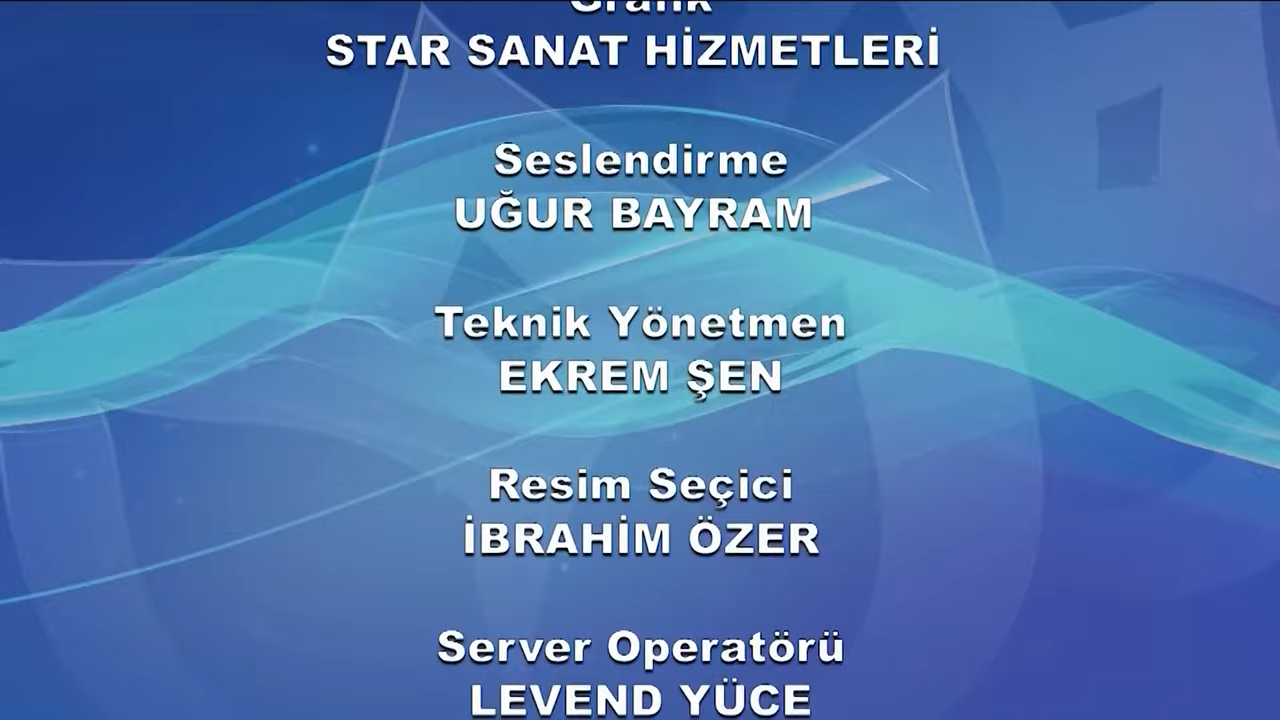 Grafik
STAR SANAT HİZMETLERİ
Seslendirme
UĞUR BAYRAM
Teknik Yönetmen
EKREM ŞEN
Resim Seçici
İBRAHİM ÖZER
Server Operatörü
LEVEND YÜCE